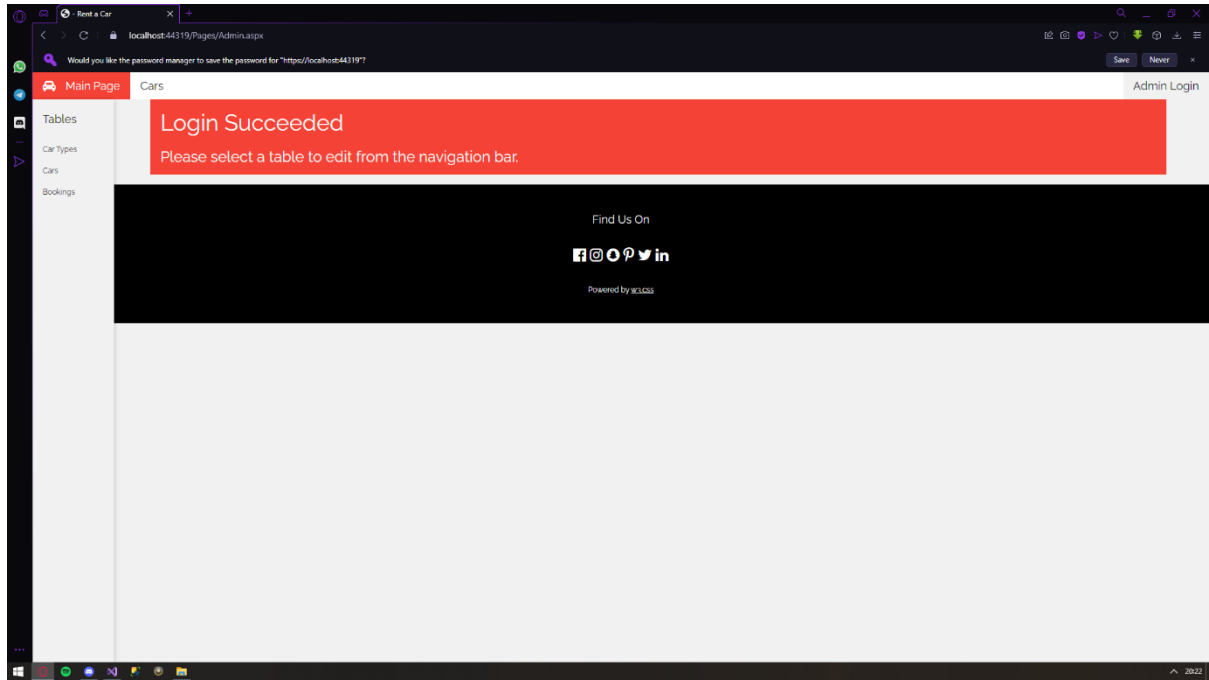 - Rent a Car
localhost:44319/Pages/Admin.aspx
Would you like the password manager to save the password for "https://localhost:44319"?
Save Never
Main Page Cars Admin Login
Tables
Car Types
Cars
Bookings
Login Succeeded
Please select a table to edit from the navigation bar.
Find Us On
Powered by w3.css
20:22